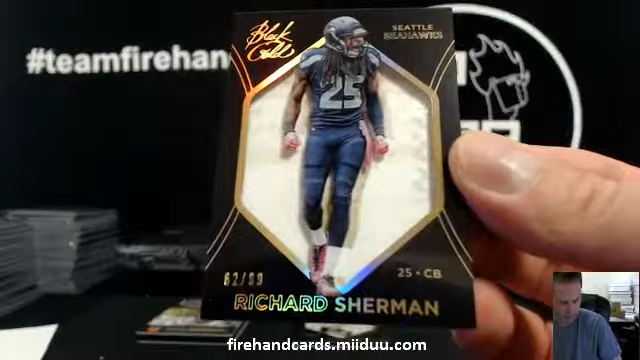 #teamfirehan
Black
Gold
SEATTLE
SEAHAWKS
25
62/99
25 • CB
RICHARD SHERMAN
firehandcards.miiduu.com